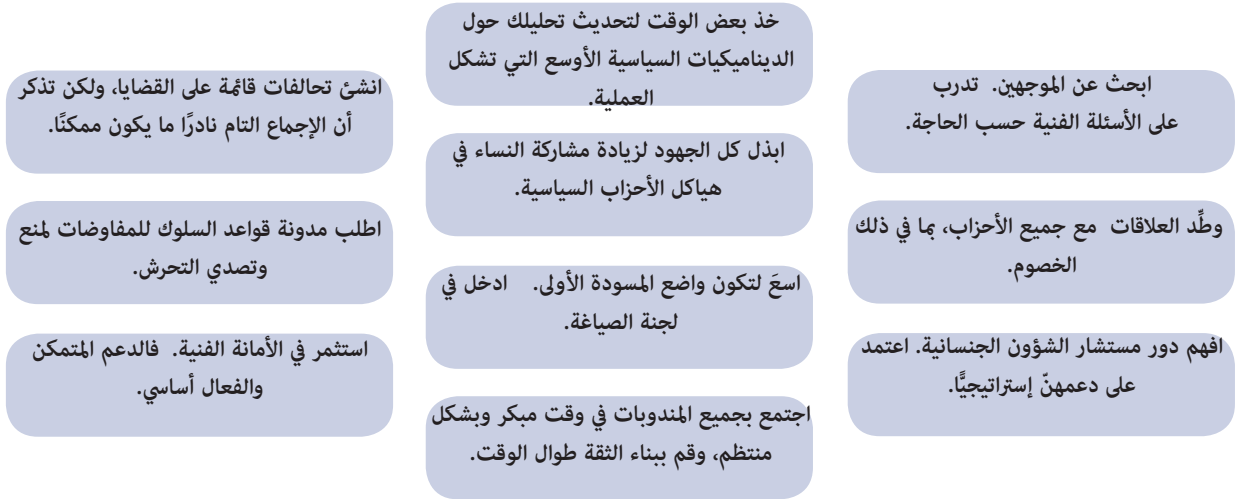 ابحث عن الموجهين. تدرب
على الأسئلة الفنية حسب الحاجة.
وطِّد العلاقات مع جميع الأحزاب، بما في ذلك
الخصوم.
افهم دور مستشار الشؤون الجنسانية. اعتمد
على دعمهنّ إستراتيجيًّا.
خذ بعض الوقت لتحديث تحليلك حول
الديناميكيات السياسية الأوسع التي تشكل
العملية.
ابذل كل الجهود لزيادة مشاركة النساء في
هياكل الأحزاب السياسية.
اسعَ لتكون واضع المسودة الأولى. ادخل في
لجنة الصياغة.
اجتمع بجميع المندوبات في وقت مبكر وبشكل
منتظم، وقم ببناء الثقة طوال الوقت.
انشئ تحالفات قائمة على القضايا، ولكن تذكر
أن الإجماع التام نادرًا ما يكون ممكنًا.
اطلب مدونة قواعد السلوك للمفاوضات لمنع
وتصدي التحرش.
استثمر في الأمانة الفنية. فالدعم المتمكن
والفعال أساسي.